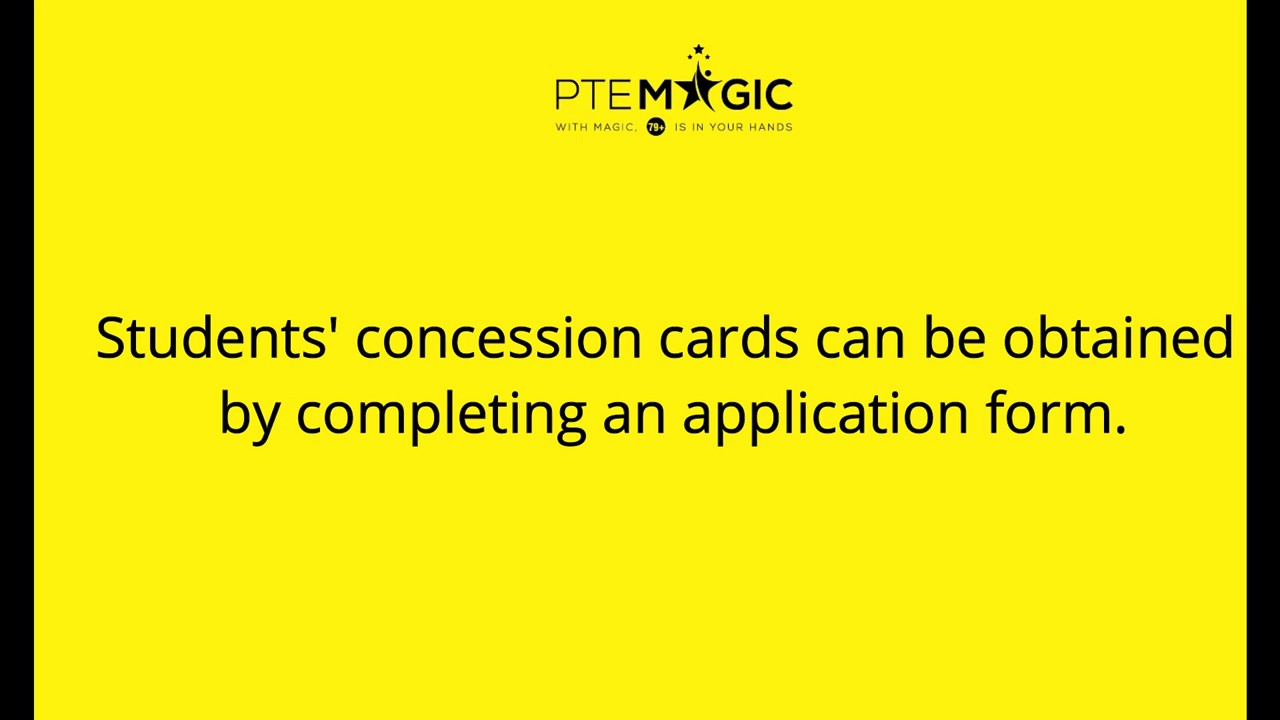 PTEMAGIC
WITH MAGIC, 79+ IS IN YOUR HANDS
Students' concession cards can be obtained
by completing an application form.